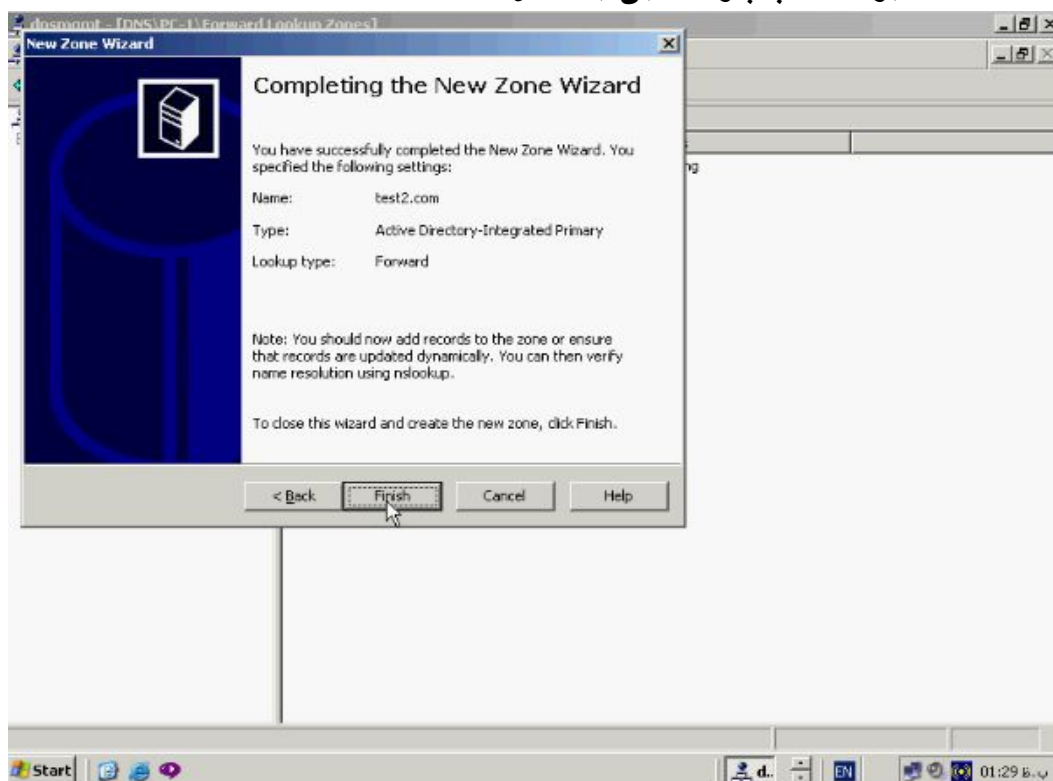 dnsmgmt - [DNS\PC-1\Forward Lookup Zones]
New Zone Wizard
Completing the New Zone Wizard
You have successfully completed the New Zone Wizard. You
specified the following settings:
Name: test2.com
Type: Active Directory-Integrated Primary
Lookup type: Forward
Note: You should now add records to the zone or ensure
that records are updated dynamically. You can then verify
name resolution using nslookup.
To close this wizard and create the new zone, click Finish.
< Back Finish Cancel Help
Start d.. EN 01:29 ب.ظ